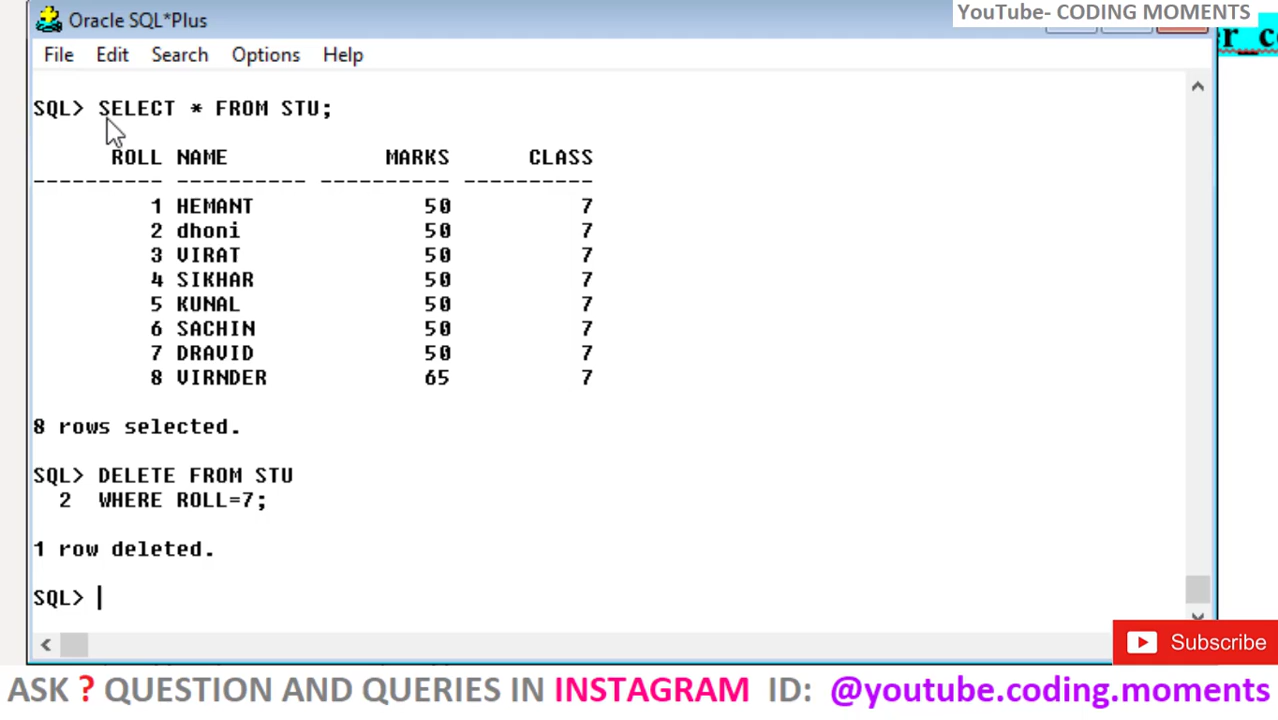 YouTube- CODING MOMENTS
Oracle SQL*Plus
File Edit Search Options Help
SQL> SELECT * FROM STU;
ROLL NAME MARKS CLASS
---------- ---------- ---------- ----------
1 HEMANT 50 7
2 dhoni 50 7
3 VIRAT 50 7
4 SIKHAR 50 7
5 KUNAL 50 7
6 SACHIN 50 7
7 DRAVID 50 7
8 VIRNDER 65 7
8 rows selected.
SQL> DELETE FROM STU
2 WHERE ROLL=7;
1 row deleted.
SQL>
Subscribe
ASK ? QUESTION AND QUERIES IN INSTAGRAM ID: @youtube.coding.moments